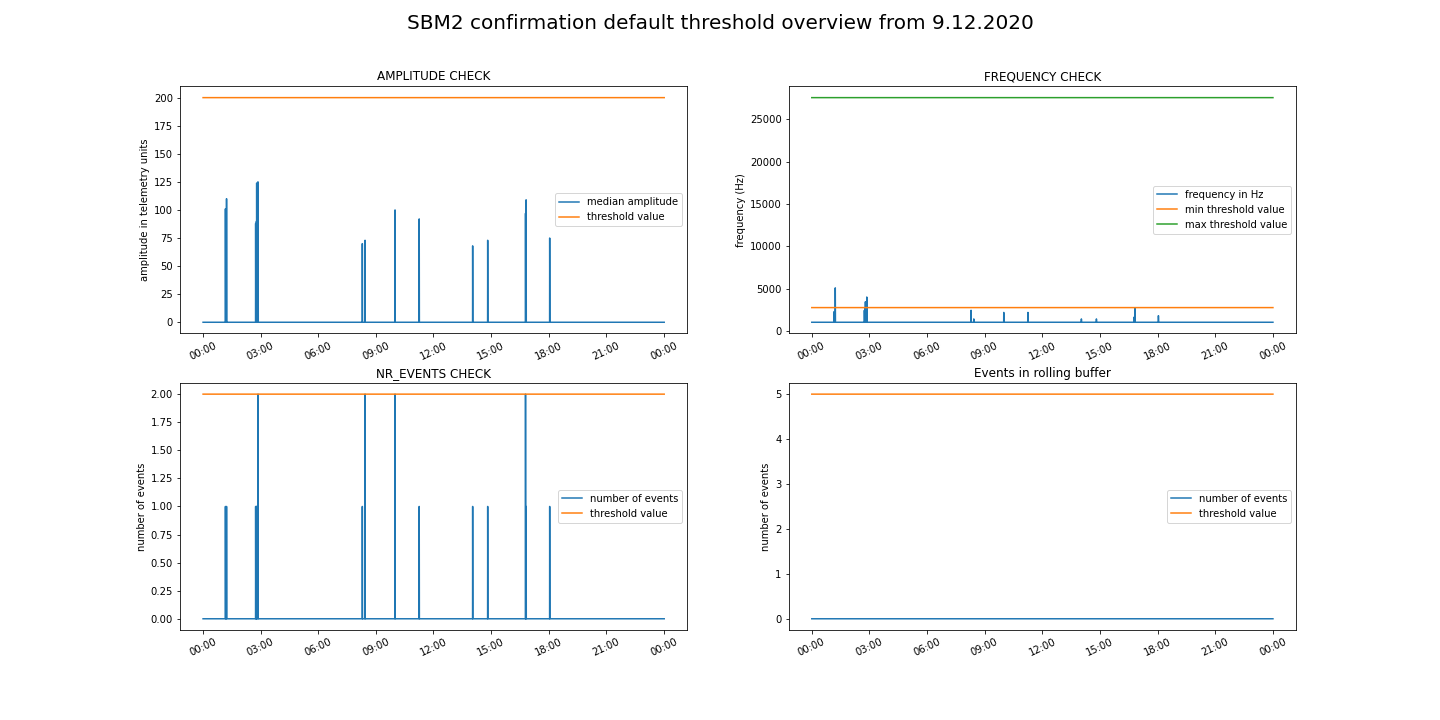 SBM2 confirmation default threshold overview from 9.12.2020
AMPLITUDE CHECK
amplitude in telemetry units
200
175
150
125
100
75
50
25
0
median amplitude
threshold value
00:00 03:00 06:00 09:00 12:00 15:00 18:00 21:00 00:00
FREQUENCY CHECK
frequency (Hz)
25000
20000
15000
10000
5000
0
frequency in Hz
min threshold value
max threshold value
00:00 03:00 06:00 09:00 12:00 15:00 18:00 21:00 00:00
NR_EVENTS CHECK
number of events
2.00
1.75
1.50
1.25
1.00
0.75
0.50
0.25
0.00
number of events
threshold value
00:00 03:00 06:00 09:00 12:00 15:00 18:00 21:00 00:00
Events in rolling buffer
number of events
5
4
3
2
1
0
number of events
threshold value
00:00 03:00 06:00 09:00 12:00 15:00 18:00 21:00 00:00